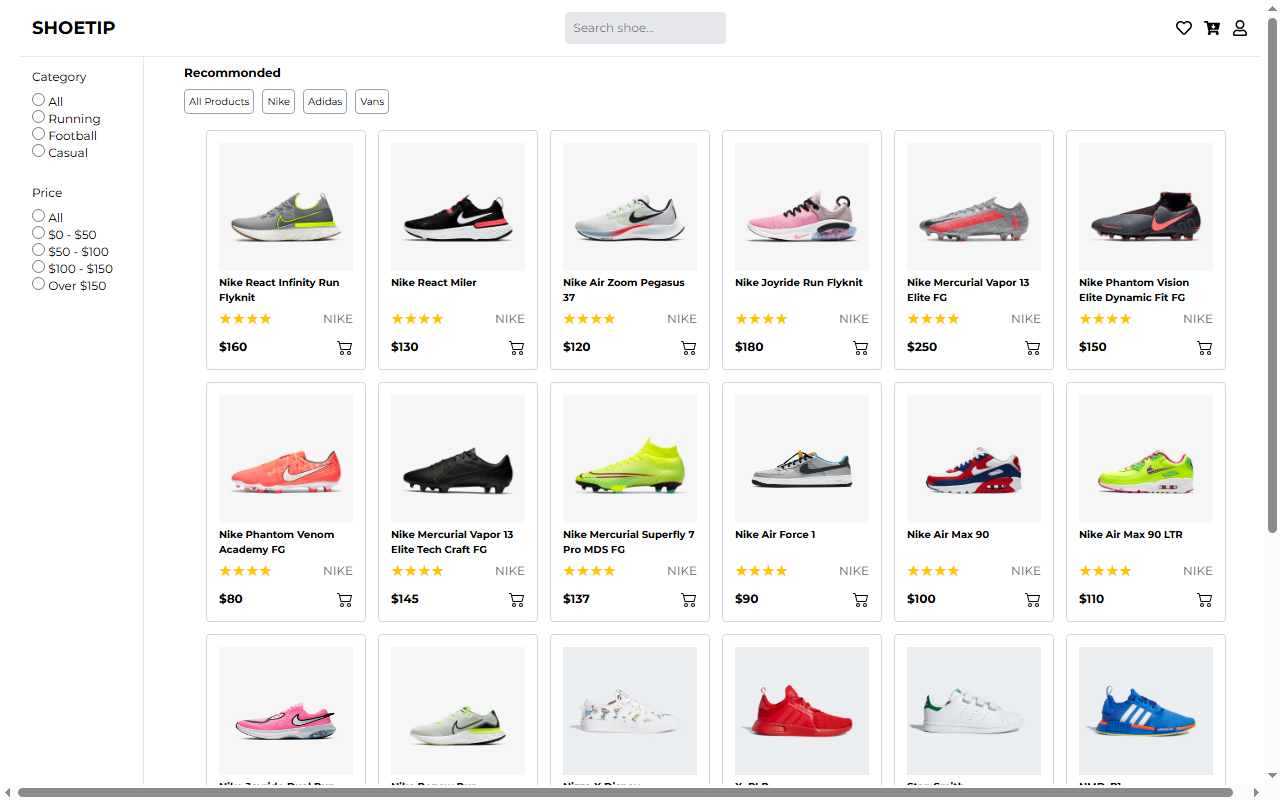 SHOETIP
Search shoe...
Category
All
Running
Football
Casual
Price
All
$0 - $50
$50 - $100
$100 - $150
Over $150
Recommonded
All Products
Nike
Adidas
Vans
Nike React Infinity Run
Flyknit
NIKE
$160
Nike React Miler
NIKE
$130
Nike Air Zoom Pegasus
37
NIKE
$120
Nike Joyride Run Flyknit
NIKE
$180
Nike Mercurial Vapor 13
Elite FG
NIKE
$250
Nike Phantom Vision
Elite Dynamic Fit FG
NIKE
$150
Nike Phantom Venom
Academy FG
NIKE
$80
Nike Mercurial Vapor 13
Elite Tech Craft FG
NIKE
$145
Nike Mercurial Superfly 7
Pro MDS FG
NIKE
$137
Nike Air Force 1
NIKE
$90
Nike Air Max 90
NIKE
$100
Nike Air Max 90 LTR
NIKE
$110